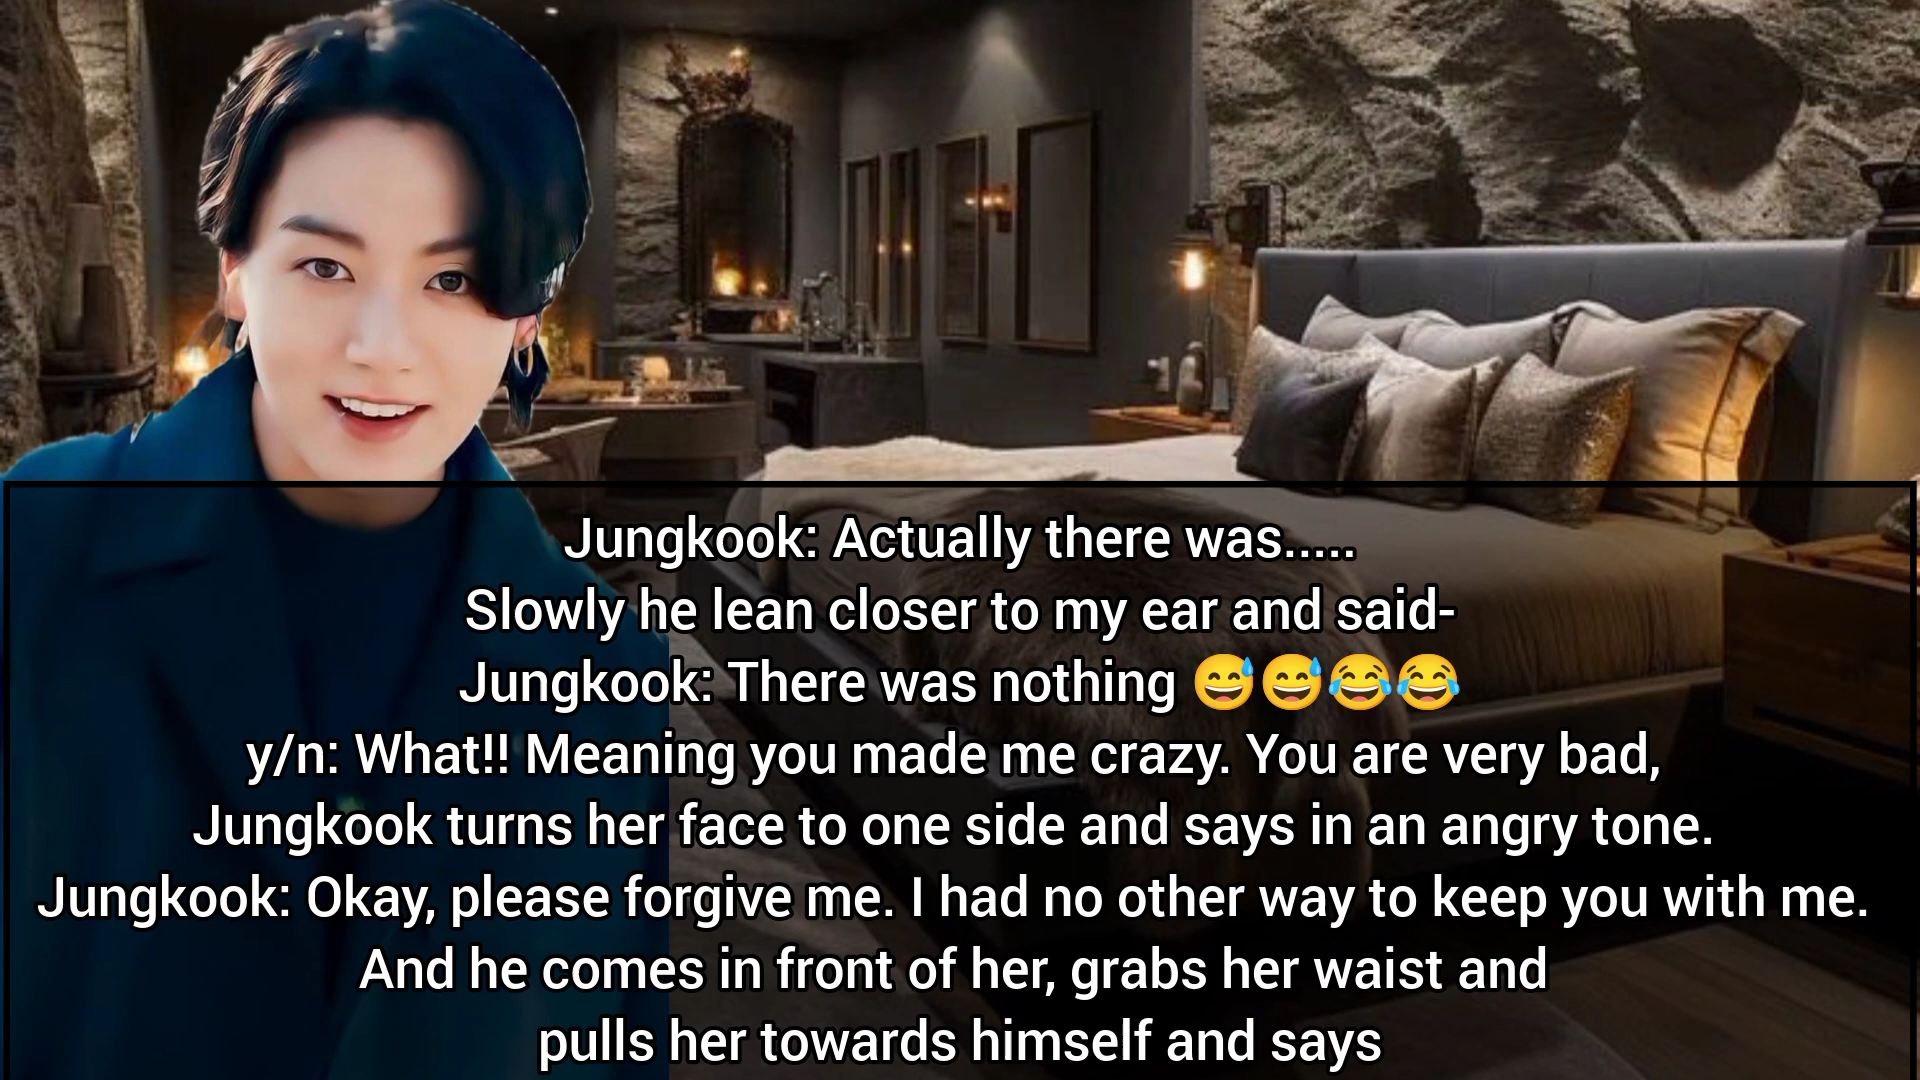 Jungkook: Actually there was.....
Slowly he lean closer to my ear and said-
Jungkook: There was nothing 😅😅😂😂
y/n: What!! Meaning you made me crazy. You are very bad,
Jungkook turns her face to one side and says in an angry tone.
Jungkook: Okay, please forgive me. I had no other way to keep you with me.
And he comes in front of her, grabs her waist and
pulls her towards himself and says